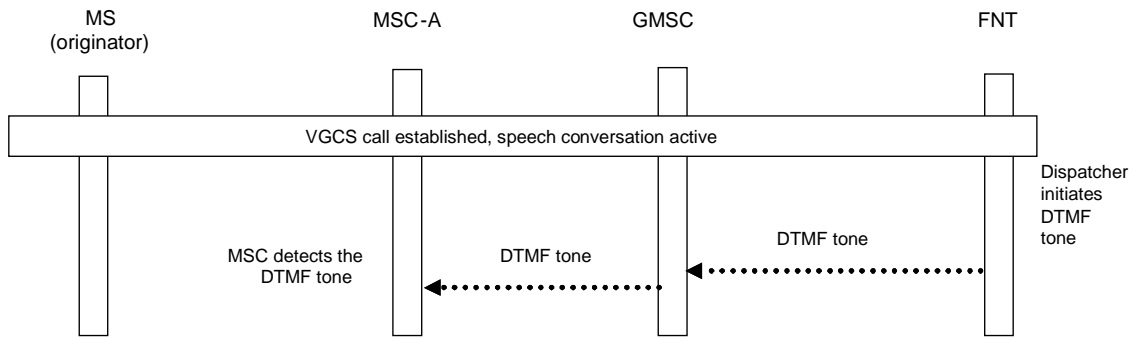 MS
(originator)
MSC-A
GMSC
FNT
VGCS call established, speech conversation active
Dispatcher
initiates
DTMF
tone
DTMF tone
MSC detects the
DTMF tone
DTMF tone